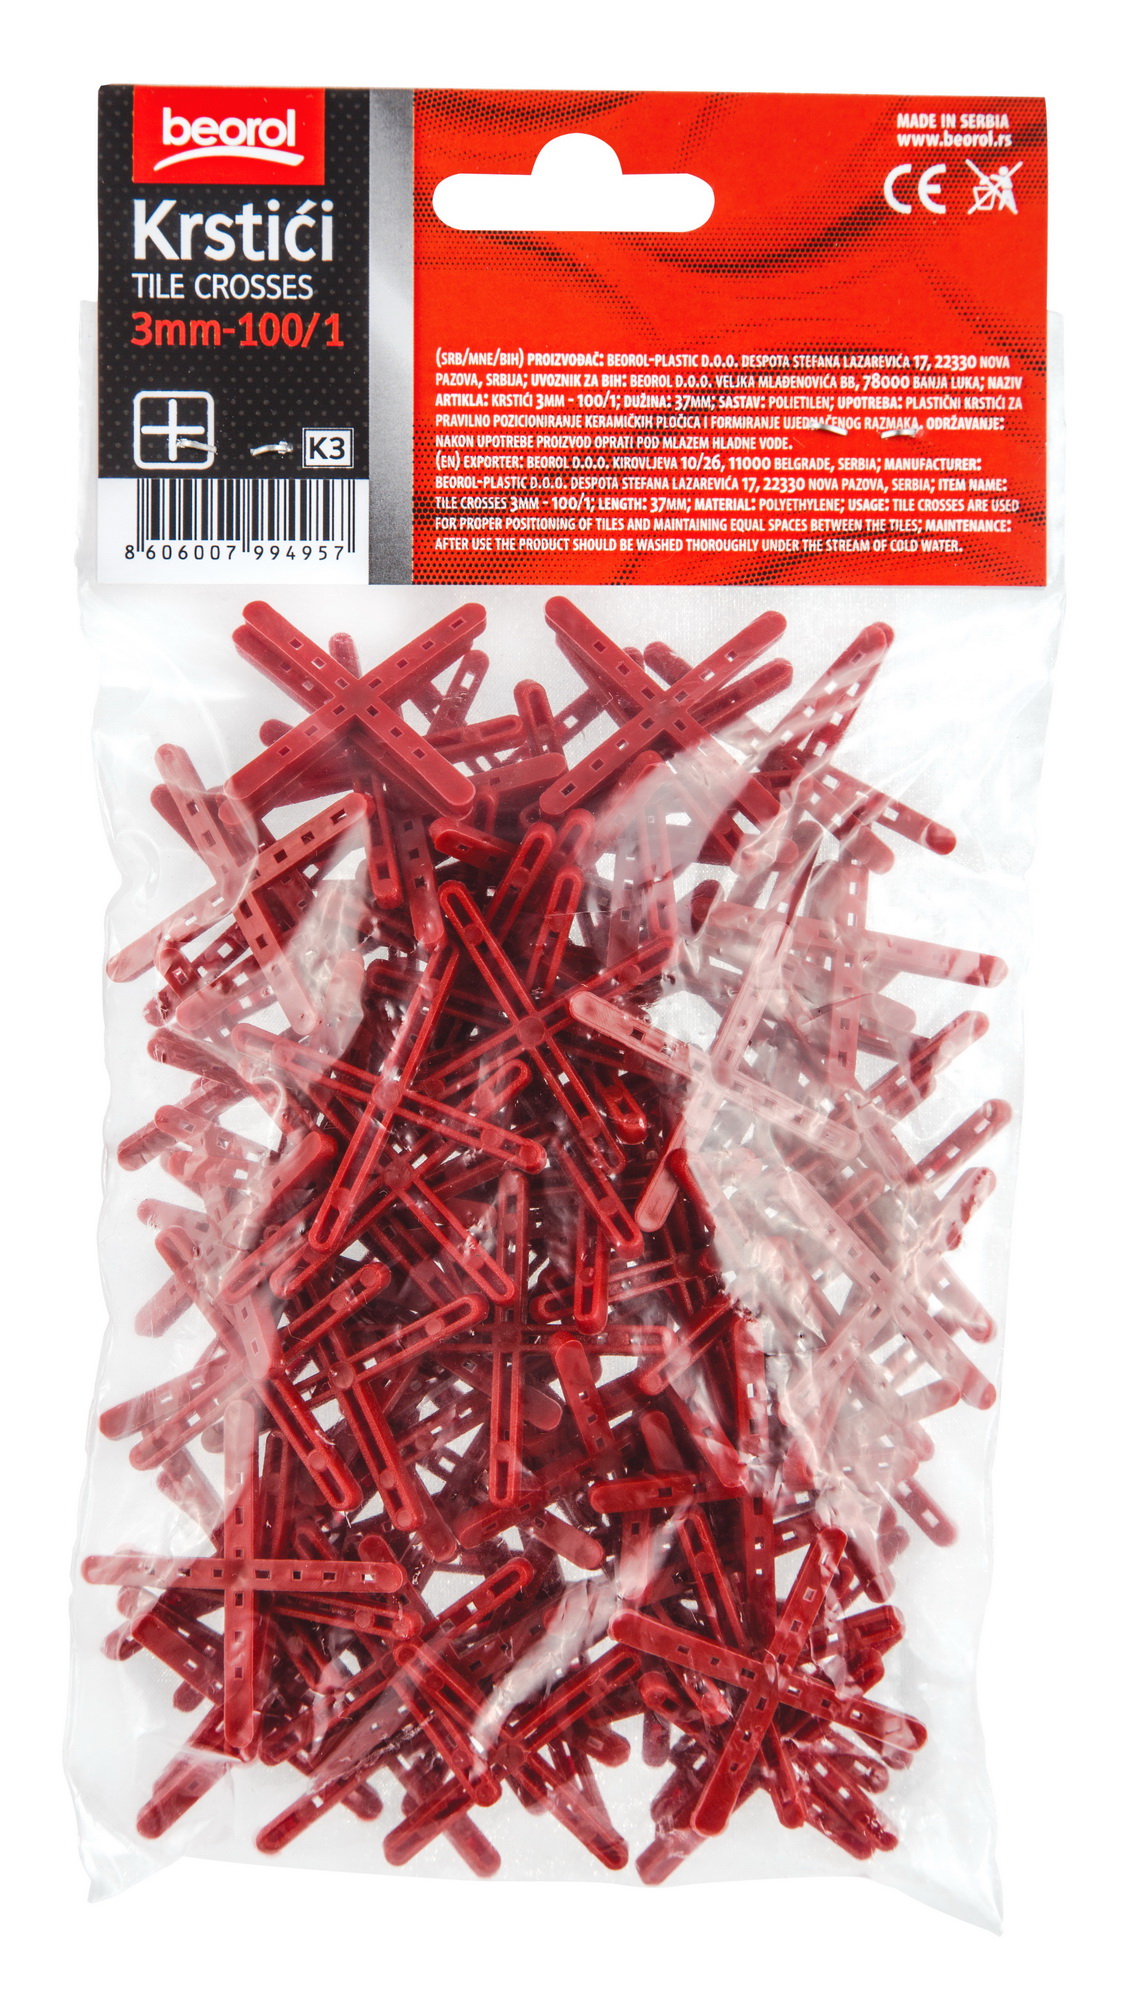 beorol
Krstići
TILE CROSSES
3mm-100/1
K3
8 606007 994957
MADE IN SERBIA
www.beorol.rs
CE
(SRB/MNE/BIH) PROIZVOĐAČ: BEOROL-PLASTIC D.O.O. DESPOTA STEFANA LAZAREVIĆA 17, 22330 NOVA
PAZOVA, SRBIJA; UVOZNIK ZA BIH: BEOROL D.O.O. VELJKA MLAĐENOVIĆA BB, 78000 BANJA LUKA; NAZIV
ARTIKLA: KRSTIĆI 3MM - 100/1; DUŽINA: 37MM; SASTAV: POLIETILEN; UPOTREBA: PLASTIČNI KRSTIĆI ZA
PRAVILNO POZICIONIRANJE KERAMIČKIH PLOČICA I FORMIRANJE UJEDNAČENOG RAZMAKA. ODRŽAVANJE:
NAKON UPOTREBE PROIZVOD OPRATI POD MLAZEM HLADNE VODE.
(EN) EXPORTER: BEOROL D.O.O. KIROVLJEVA 10/26, 11000 BELGRADE, SERBIA; MANUFACTURER:
BEOROL-PLASTIC D.O.O. DESPOTA STEFANA LAZAREVIĆA 17, 22330 NOVA PAZOVA, SERBIA; ITEM NAME:
TILE CROSSES 3MM - 100/1, LENGTH: 37MM; MATERIAL: POLYETHYLENE; USAGE: TILE CROSSES ARE USED
FOR PROPER POSITIONING OF TILES AND MAINTAINING EQUAL SPACES BETWEEN THE TILES; MAINTENANCE:
AFTER USE THE PRODUCT SHOULD BE WASHED THOROUGHLY UNDER THE STREAM OF COLD WATER.